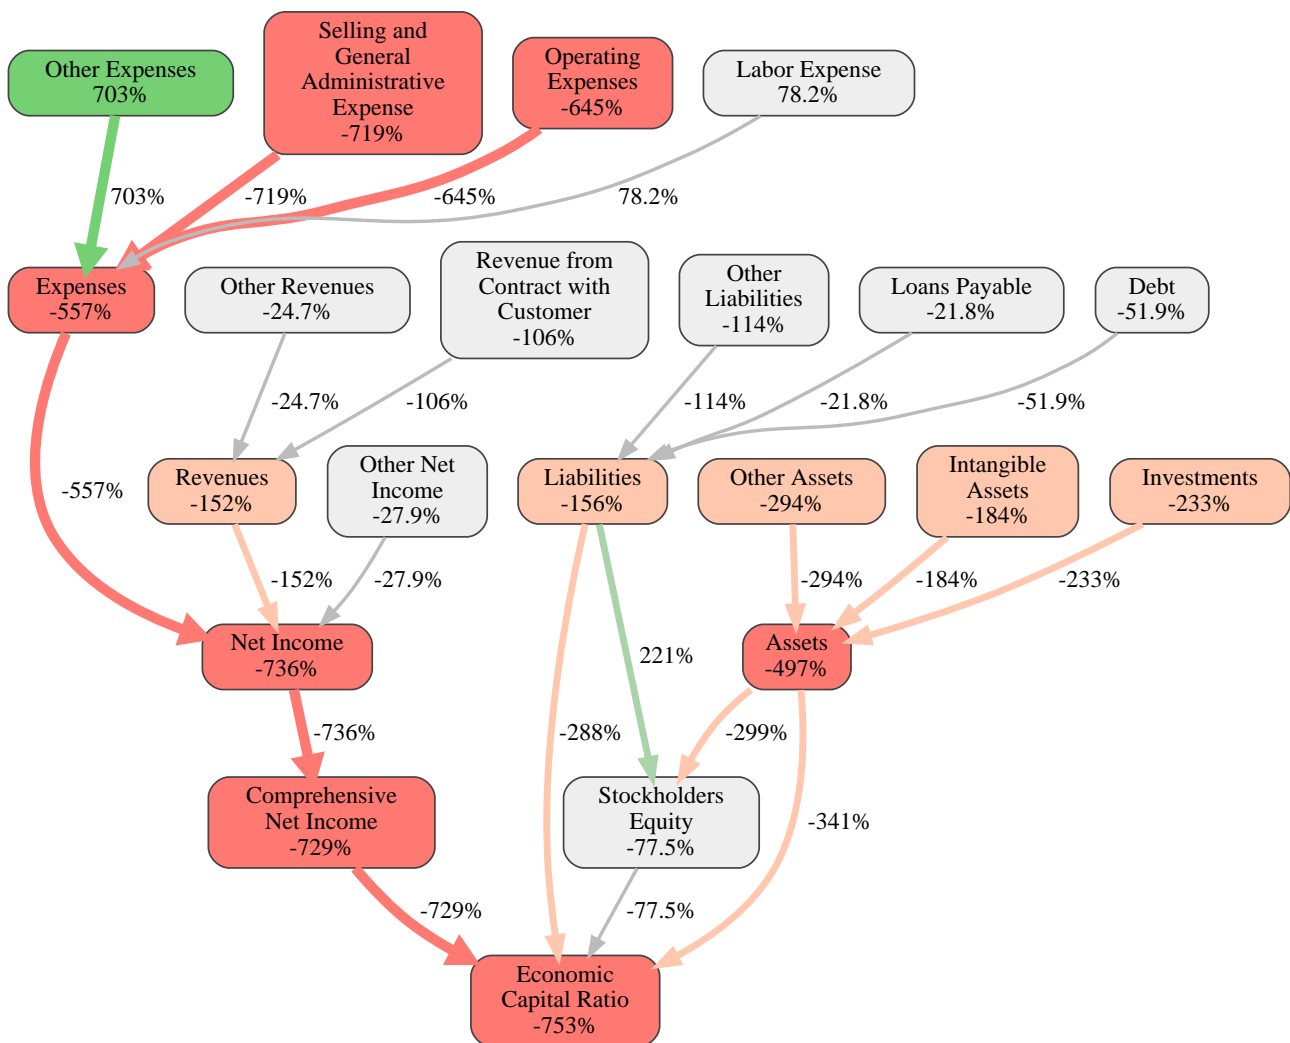 Other Expenses
703%
Selling and
General
Administrative
Expense
-719%
Operating
Expenses
-645%
Labor Expense
78.2%
703%
-719%
-645%
78.2%
Expenses
-557%
Other Revenues
-24.7%
Revenue from
Contract with
Customer
-106%
Other
Liabilities
-114%
Loans Payable
-21.8%
Debt
-51.9%
-24.7%
-106%
-114%
-21.8%
-51.9%
-557%
Revenues
-152%
Other Net
Income
-27.9%
Liabilities
-156%
Other Assets
-294%
Intangible
Assets
-184%
Investments
-233%
-152%
-27.9%
-294%
-184%
-233%
Net Income
-736%
221%
Assets
-497%
-736%
-288%
-299%
Comprehensive
Net Income
-729%
Stockholders
Equity
-77.5%
-341%
-729%
-77.5%
Economic
Capital Ratio
-753%